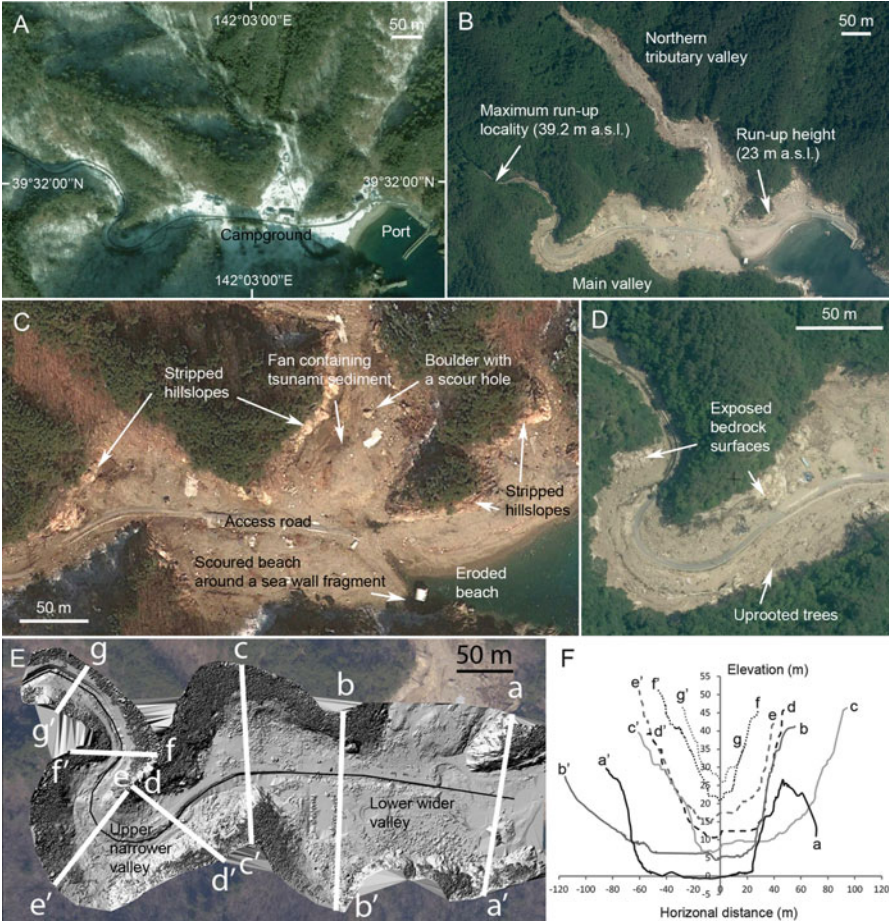 A
142°03'00"E
50 m
39°32'00"N
39°32'00"N
Campground
Port
142°03'00"E
B
50 m
Northern
tributary valley
Maximum run-up
locality (39.2 m a.s.l.)
Run-up height
(23 m a.s.l.)
Main valley
C
Fan containing
tsunami sediment
Boulder with
a scour hole
Stripped
hillslopes
Stripped
hillslopes
Access road
Scoured beach
around a sea wall fragment
Eroded
beach
50 m
D
50 m
Exposed
bedrock
surfaces
Uprooted trees
E
50 m
g
c
b
a
g'
f'
f
e
d
Upper
narrower
valley
Lower wider
valley
e'
d'
c'
b'
a'
F
Elevation (m)
55
50
45
40
35
30
25
20
15
10
5
0
-5
e'
f'
g'
f
d
c
e
b
g
c'
d'
a'
b'
a
-120 -100 -80 -60 -40 -20 0 20 40 60 80 100 120
Horizonal distance (m)